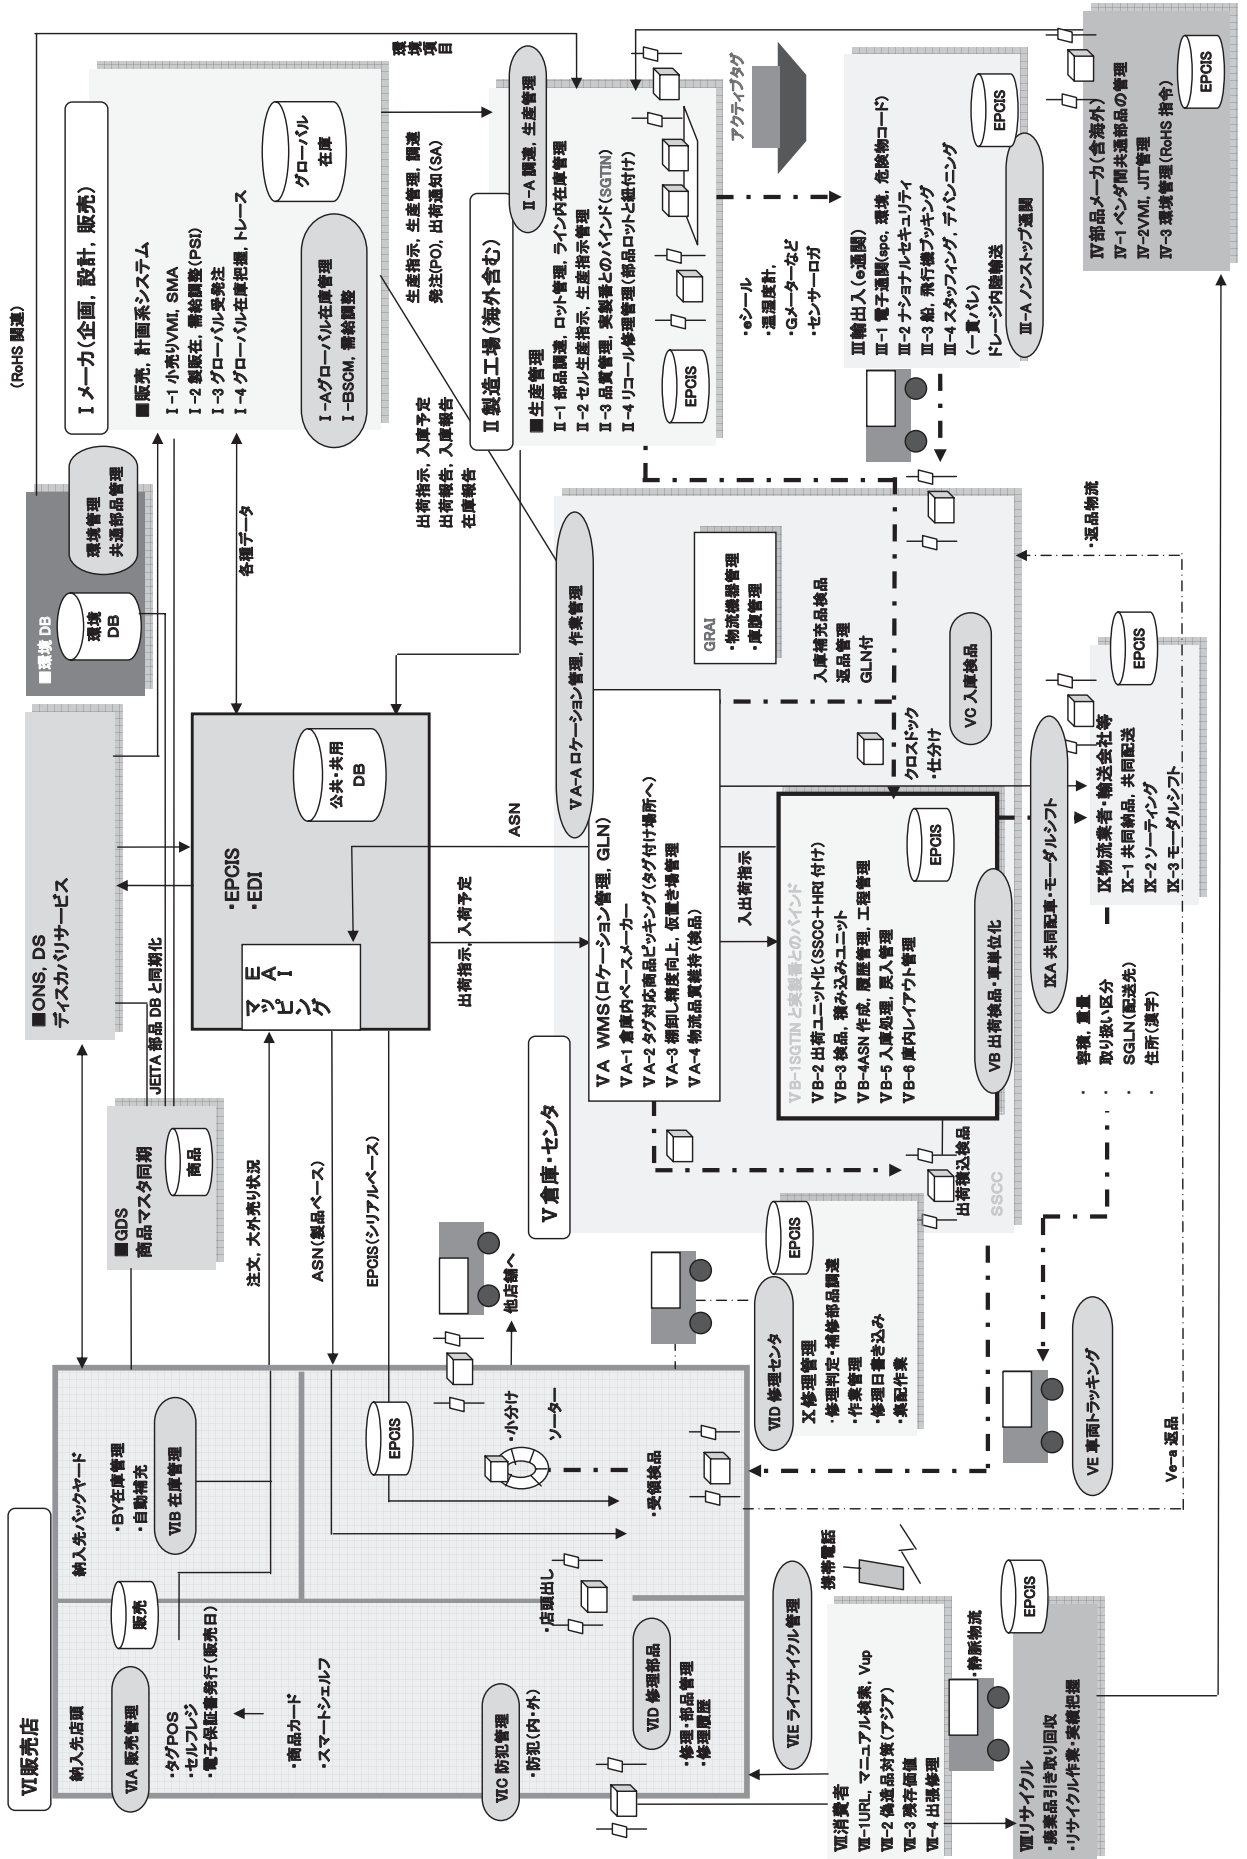 Ⅵ販売店
納入先店頭
ⅥA 販売管理
・タグPOS
・セルフレジ
・電子保証書発行(販売日)
・商品カード
・スマートシェルフ
ⅥC 防犯管理
・防犯(内・外)
販売
納入先バックヤード
・BY在庫管理
・自動補充
ⅥB 在庫管理
EPCIS
・小分け
ソーター
・店頭出し
・受領検品
ⅥD 修理部品
・修理・部品管理
・修理履歴
他店舗へ
■GDS
商品マスタ同期
商品
JEITA 部品 DB と同期化
注文, 大外売り状況
ASN(製品ベース)
EPCIS(シリアルベース)
■ONS, DS
ディスカバリサービス
・EPCIS
・EDI
EAI
マッピング
公共・共用
DB
■環境 DB
環境
DB
環境管理
共通部品管理
(RoHS 関連)
環境項目
各種データ
Ⅰメーカ(企画, 設計, 販売)
■販売, 計画系システム
Ⅰ-1 小売りVMI, SMA
Ⅰ-2 製販在, 需給調整(PSI)
Ⅰ-3 グローバル受発注
Ⅰ-4 グローバル在庫把握, トレース
グローバル
在庫
Ⅰ-Aグローバル在庫管理
Ⅰ-BSCM, 需給調整
生産指示, 生産管理, 調達
発注(PO), 出荷通知(SA)
出荷指示, 入庫予定
出荷報告, 入庫報告
在庫報告
Ⅱ製造工場(海外含む)
Ⅱ-A 調達, 生産管理
■生産管理
Ⅱ-1 部品調達, ロット管理, ライン内在庫管理
Ⅱ-2 セル生産指示, 生産指示管理
Ⅱ-3 品質管理, 実製番とのバインド(SGTIN)
Ⅱ-4 リコール修理管理(部品ロットと紐付け)
EPCIS
アクティブタグ
・eシール
・温湿度計,
・Gメーターなど
・センサーロガ
Ⅲ輸出入(e通関)
Ⅲ-1 電子通関(spc, 環境, 危険物コード)
Ⅲ-2 ナショナルセキュリティ
Ⅲ-3 船, 飛行機ブッキング
Ⅲ-4 スタッフィング, デバンニング
(一貫パレ)
ドレージ内陸輸送
EPCIS
Ⅲ-A ノンストップ通関
Ⅳ部品メーカ(含海外)
Ⅳ-1 ベンダ間共通部品の管理
Ⅳ-2VMI, JIT管理
Ⅳ-3 環境管理(RoHS 指令)
EPCIS
ASN
出荷指示, 入荷予定
Ⅴ倉庫・センタ
ⅤA-A ロケーション管理, 作業管理
ⅤA WMS(ロケーション管理, GLN)
ⅤA-1 倉庫内ペースメーカー
ⅤA-2 タグ対応商品ピッキング(タグ付け場所へ)
ⅤA-3 棚卸し精度向上, 仮置き場管理
ⅤA-4 物流品質維持(検品)
GRAI
・物流機器管理
・庫腹管理
入出荷指示
入庫補充品検品
返品管理
GLN付
クロスドック
・仕分け
ⅤC 入庫検品
ⅤB-1SGTIN と実製番とのバインド
ⅤB-2 出荷ユニット化(SSCC+HRI 付け)
ⅤB-3 検品, 積み込みユニット
ⅤB-4ASN 作成, 履歴管理, 工程管理
ⅤB-5 入庫処理, 戻入管理
ⅤB-6 庫内レイアウト管理
EPCIS
ⅤB 出荷検品・車単位化
出荷積込検品
SSCC
・返品物流
ⅨA 共同配車・モーダルシフト
EPCIS
Ⅸ物流業者・輸送会社等
Ⅸ-1 共同納品, 共同配送
Ⅸ-2 ソーティング
Ⅸ-3 モーダルシフト
・ 容積, 重量
・ 取り扱い区分
・ SGLN(配送先)
・ 住所(漢字)
EPCIS
ⅥD 修理センタ
Ⅹ修理管理
・修理判定・補修部品調達
・作業管理
・修理日書き込み
・集配作業
ⅤE 車両トラッキング
Ⅴe-a 返品
携帯電話
ⅥE ライフサイクル管理
Ⅶ消費者
Ⅶ-1URL, マニュアル検索, Vup
Ⅶ-2 偽造品対策(アジア)
Ⅶ-3 残存価値
Ⅶ-4 出張修理
・静脈物流
EPCIS
Ⅷリサイクル
・廃棄品引き取り回収
・リサイクル作業・実績把握